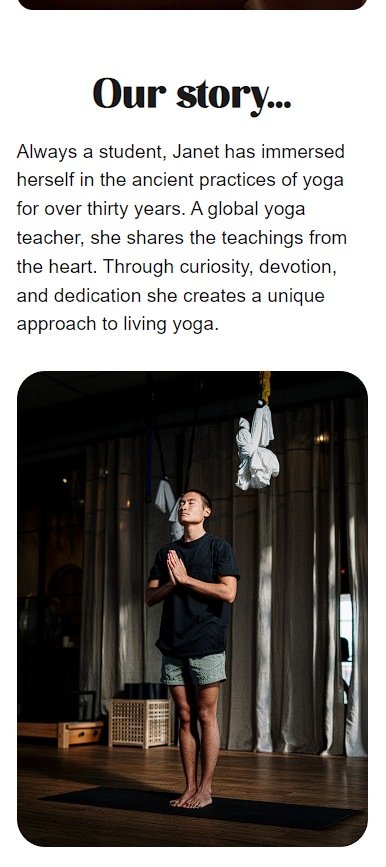 Our story...
Always a student, Janet has immersed
herself in the ancient practices of yoga
for over thirty years. A global yoga
teacher, she shares the teachings from
the heart. Through curiosity, devotion,
and dedication she creates a unique
approach to living yoga.